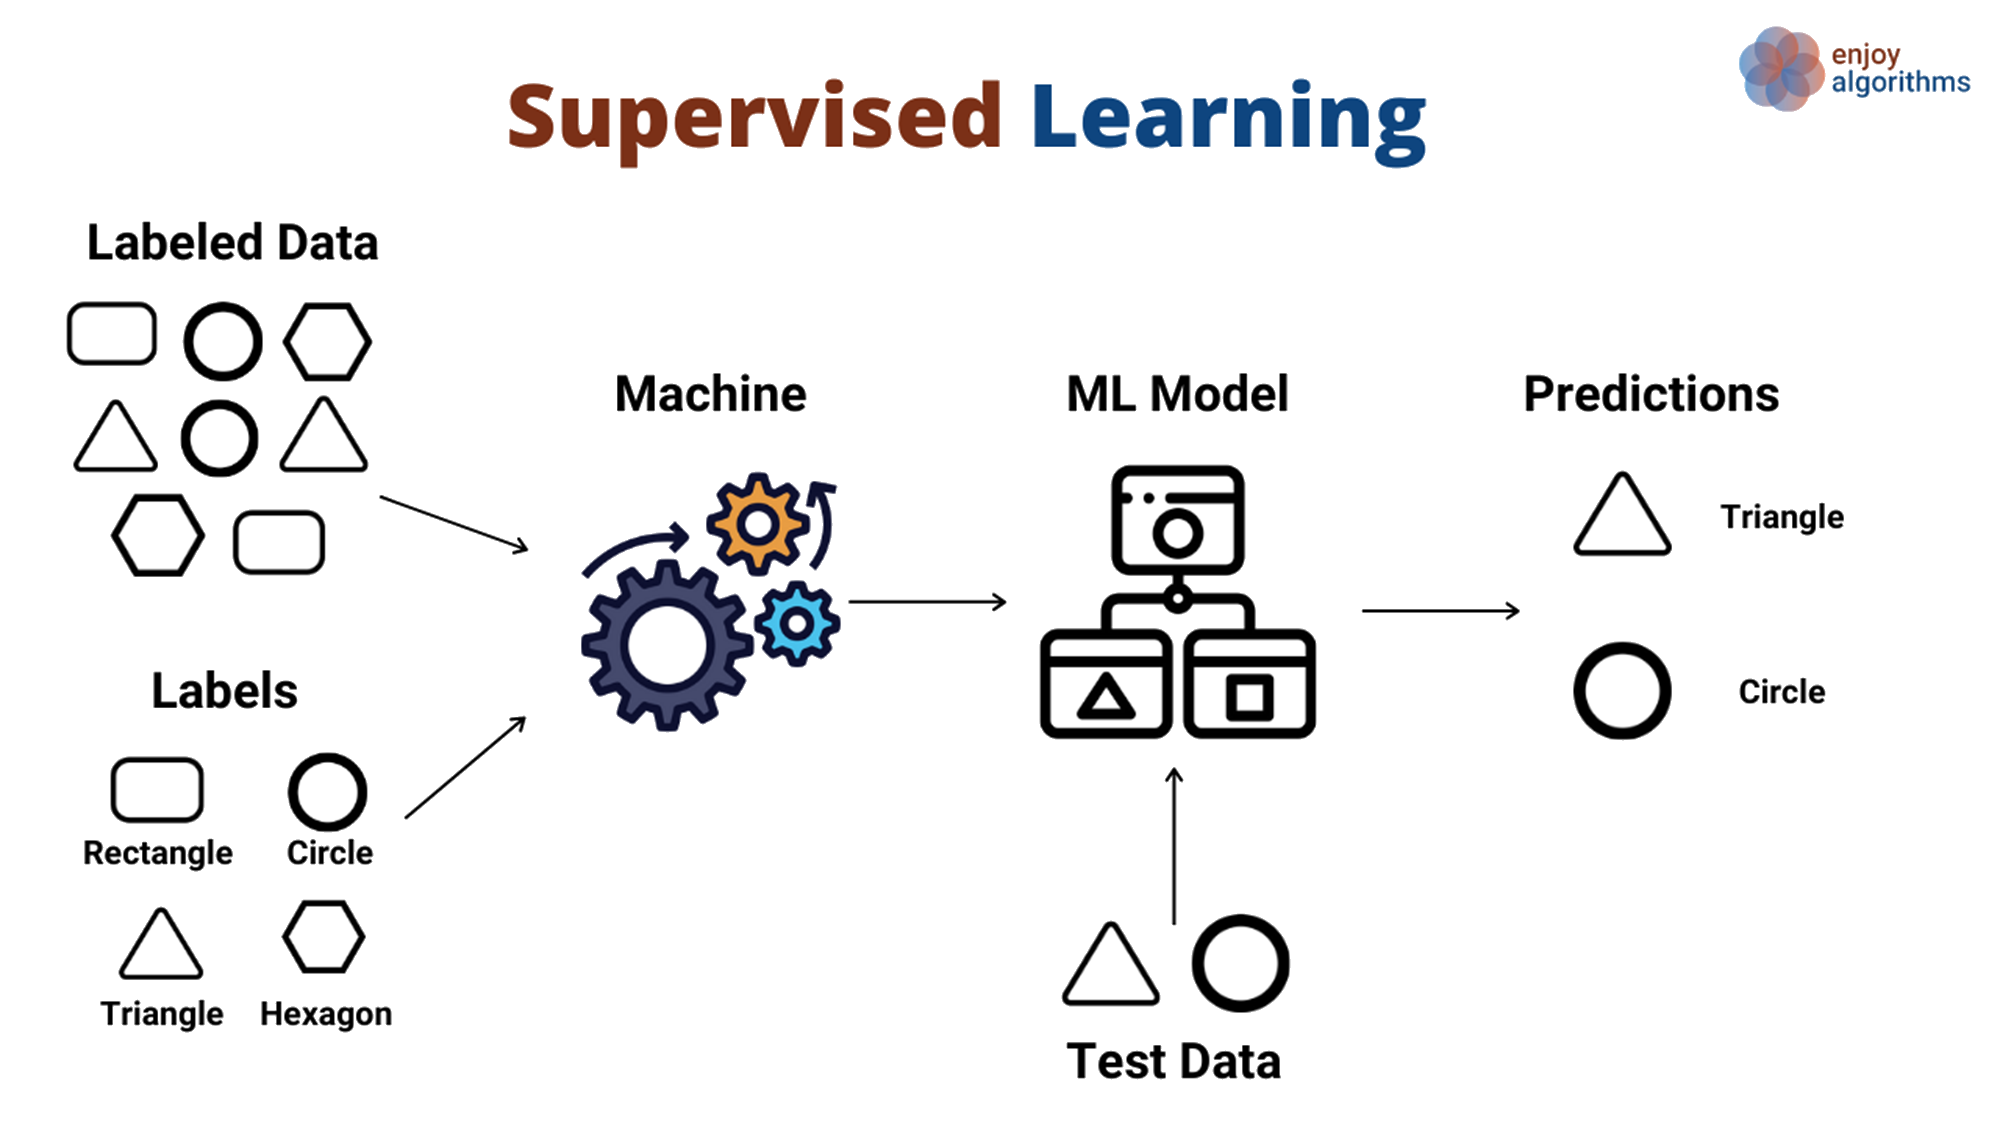 enjoy
algorithms
Supervised Learning
Labeled Data
Machine
ML Model
Predictions
Triangle
Circle
Labels
Rectangle
Circle
Triangle
Hexagon
Test Data